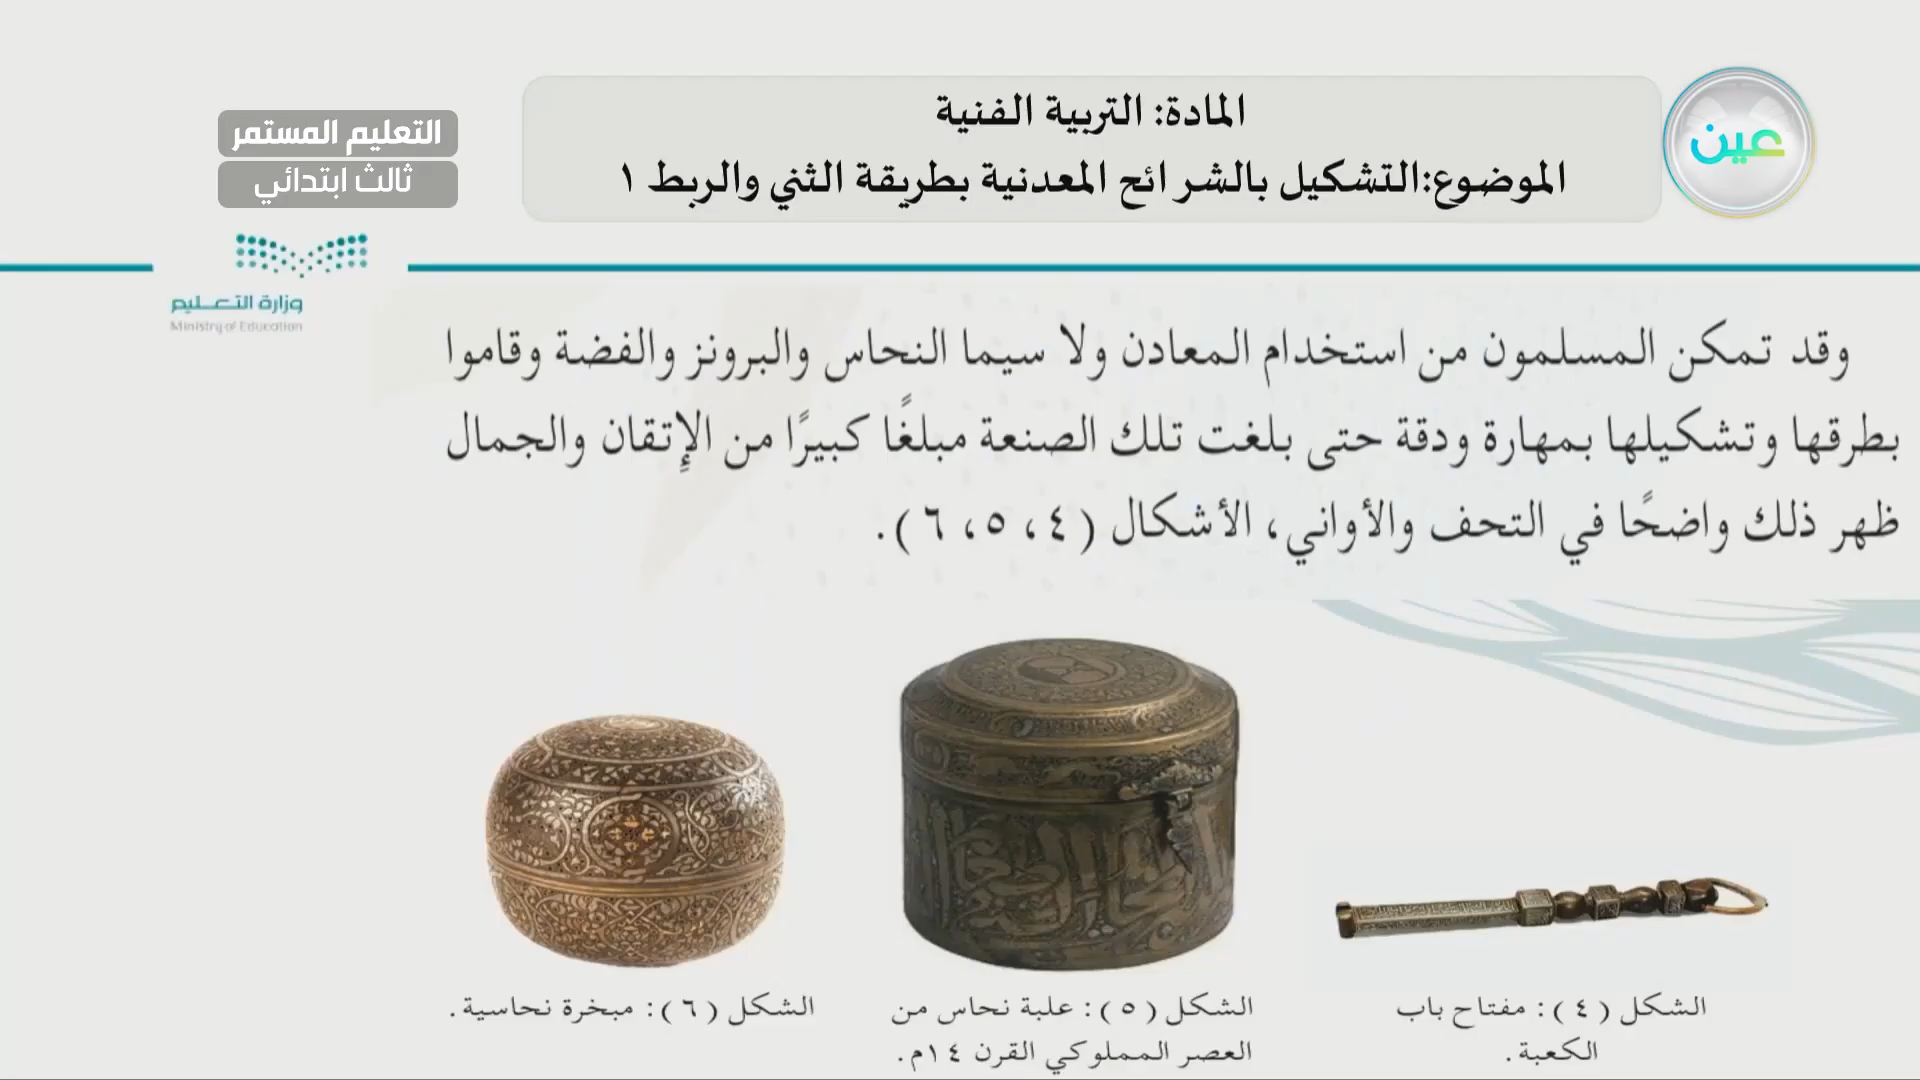 المادة: التربية الفنية
الموضوع:التشكيل بالشرائح المعدنية بطريقة الثني والربط ١
عين
التعليم المستمر
ثالث ابتدائي
وزارة التعليم
Ministry of Education
وقد تمكن المسلمون من استخدام المعادن ولا سيما النحاس والبرونز والفضة وقاموا
بطرقها وتشكيلها بمهارة ودقة حتى بلغت تلك الصنعة مبلغًا كبيرًا من الإِتقان والجمال
ظهر ذلك واضحًا في التحف والأواني، الأشكال (٤، ٥، ٦).
الشكل (٤): مفتاح باب
الكعبة.
الشكل (٥): علبة نحاس من
العصر المملوكي القرن ١٤م.
الشكل (٦): مبخرة نحاسية.